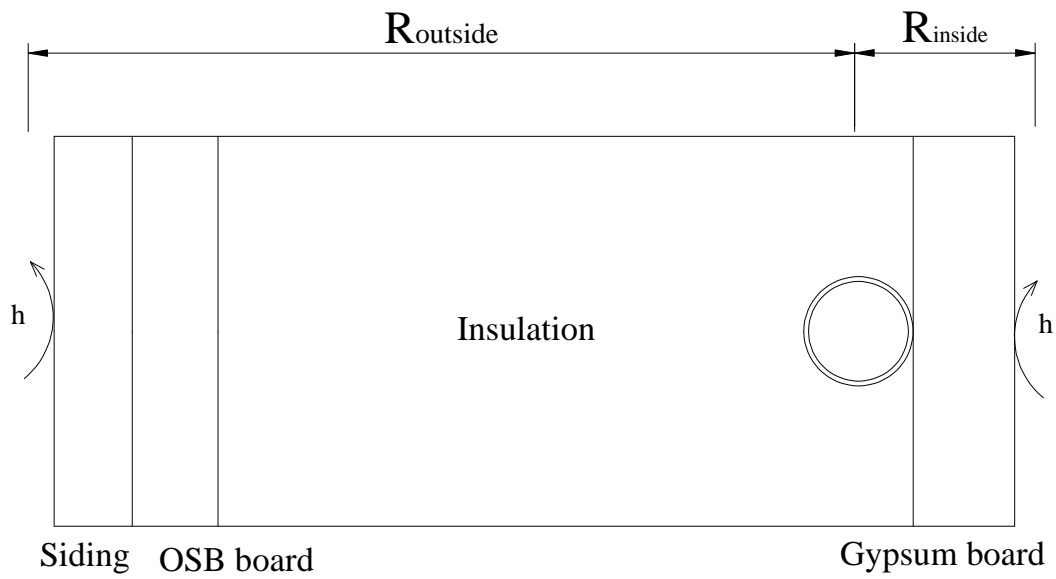 Routside
Rinside
h
Insulation
h
Siding
OSB board
Gypsum board